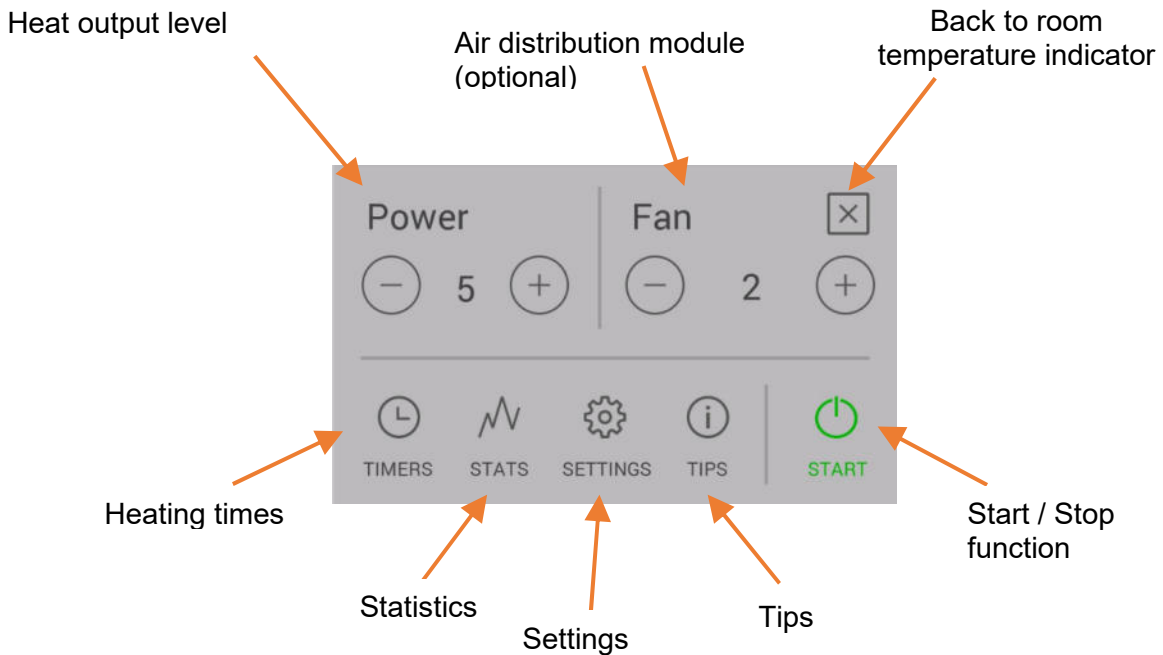 Heat output level
Air distribution module
(optional)
Back to room
temperature indicator
Power
Fan
5
2
TIMERS
STATS
SETTINGS
TIPS
START
Heating times
Statistics
Settings
Tips
Start / Stop
function